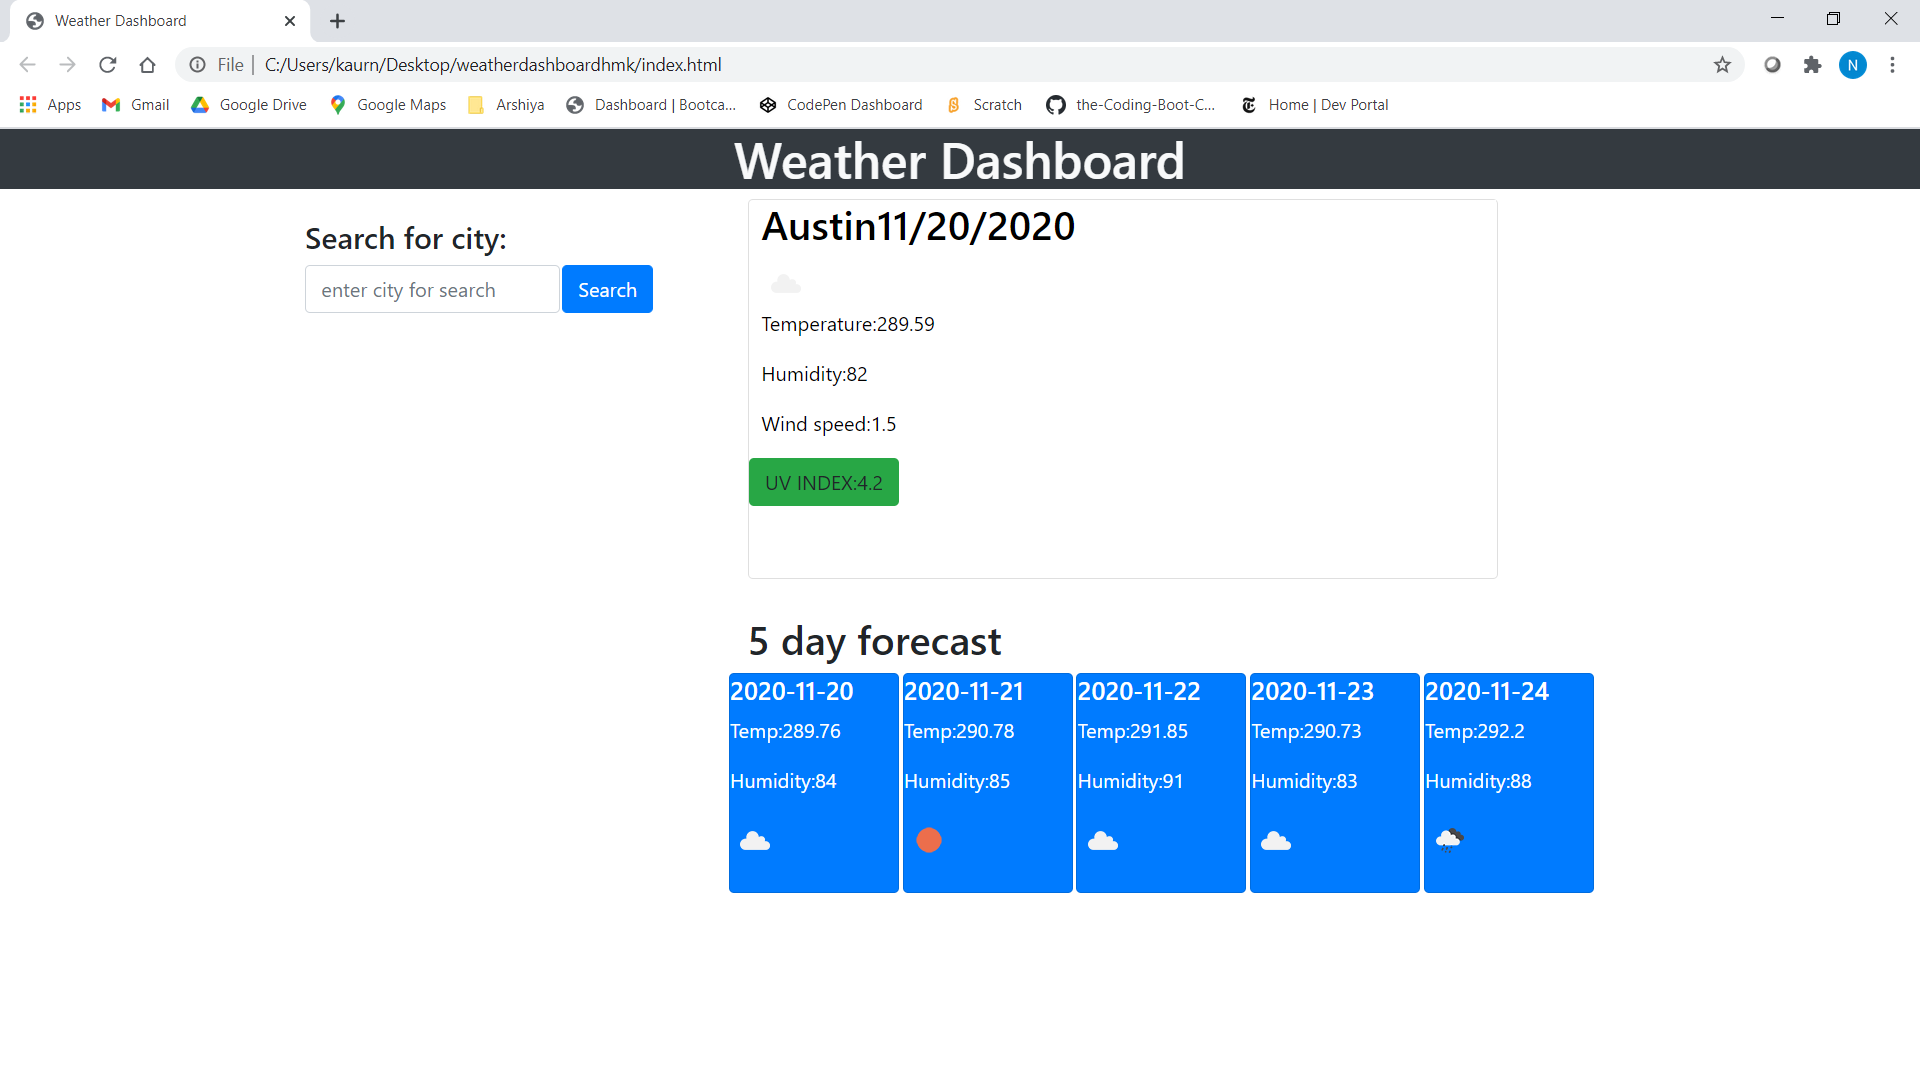 Weather Dashboard
File | C:/Users/kaurn/Desktop/weatherdashboardhmk/index.html
N
Apps Gmail Google Drive Google Maps Arshiya Dashboard | Bootca... CodePen Dashboard Scratch the-Coding-Boot-C... Home | Dev Portal
Weather Dashboard
Search for city:
enter city for search Search
Austin11/20/2020
Temperature:289.59
Humidity:82
Wind speed:1.5
UV INDEX:4.2
5 day forecast
2020-11-20
Temp:289.76
Humidity:84
2020-11-21
Temp:290.78
Humidity:85
2020-11-22
Temp:291.85
Humidity:91
2020-11-23
Temp:290.73
Humidity:83
2020-11-24
Temp:292.2
Humidity:88